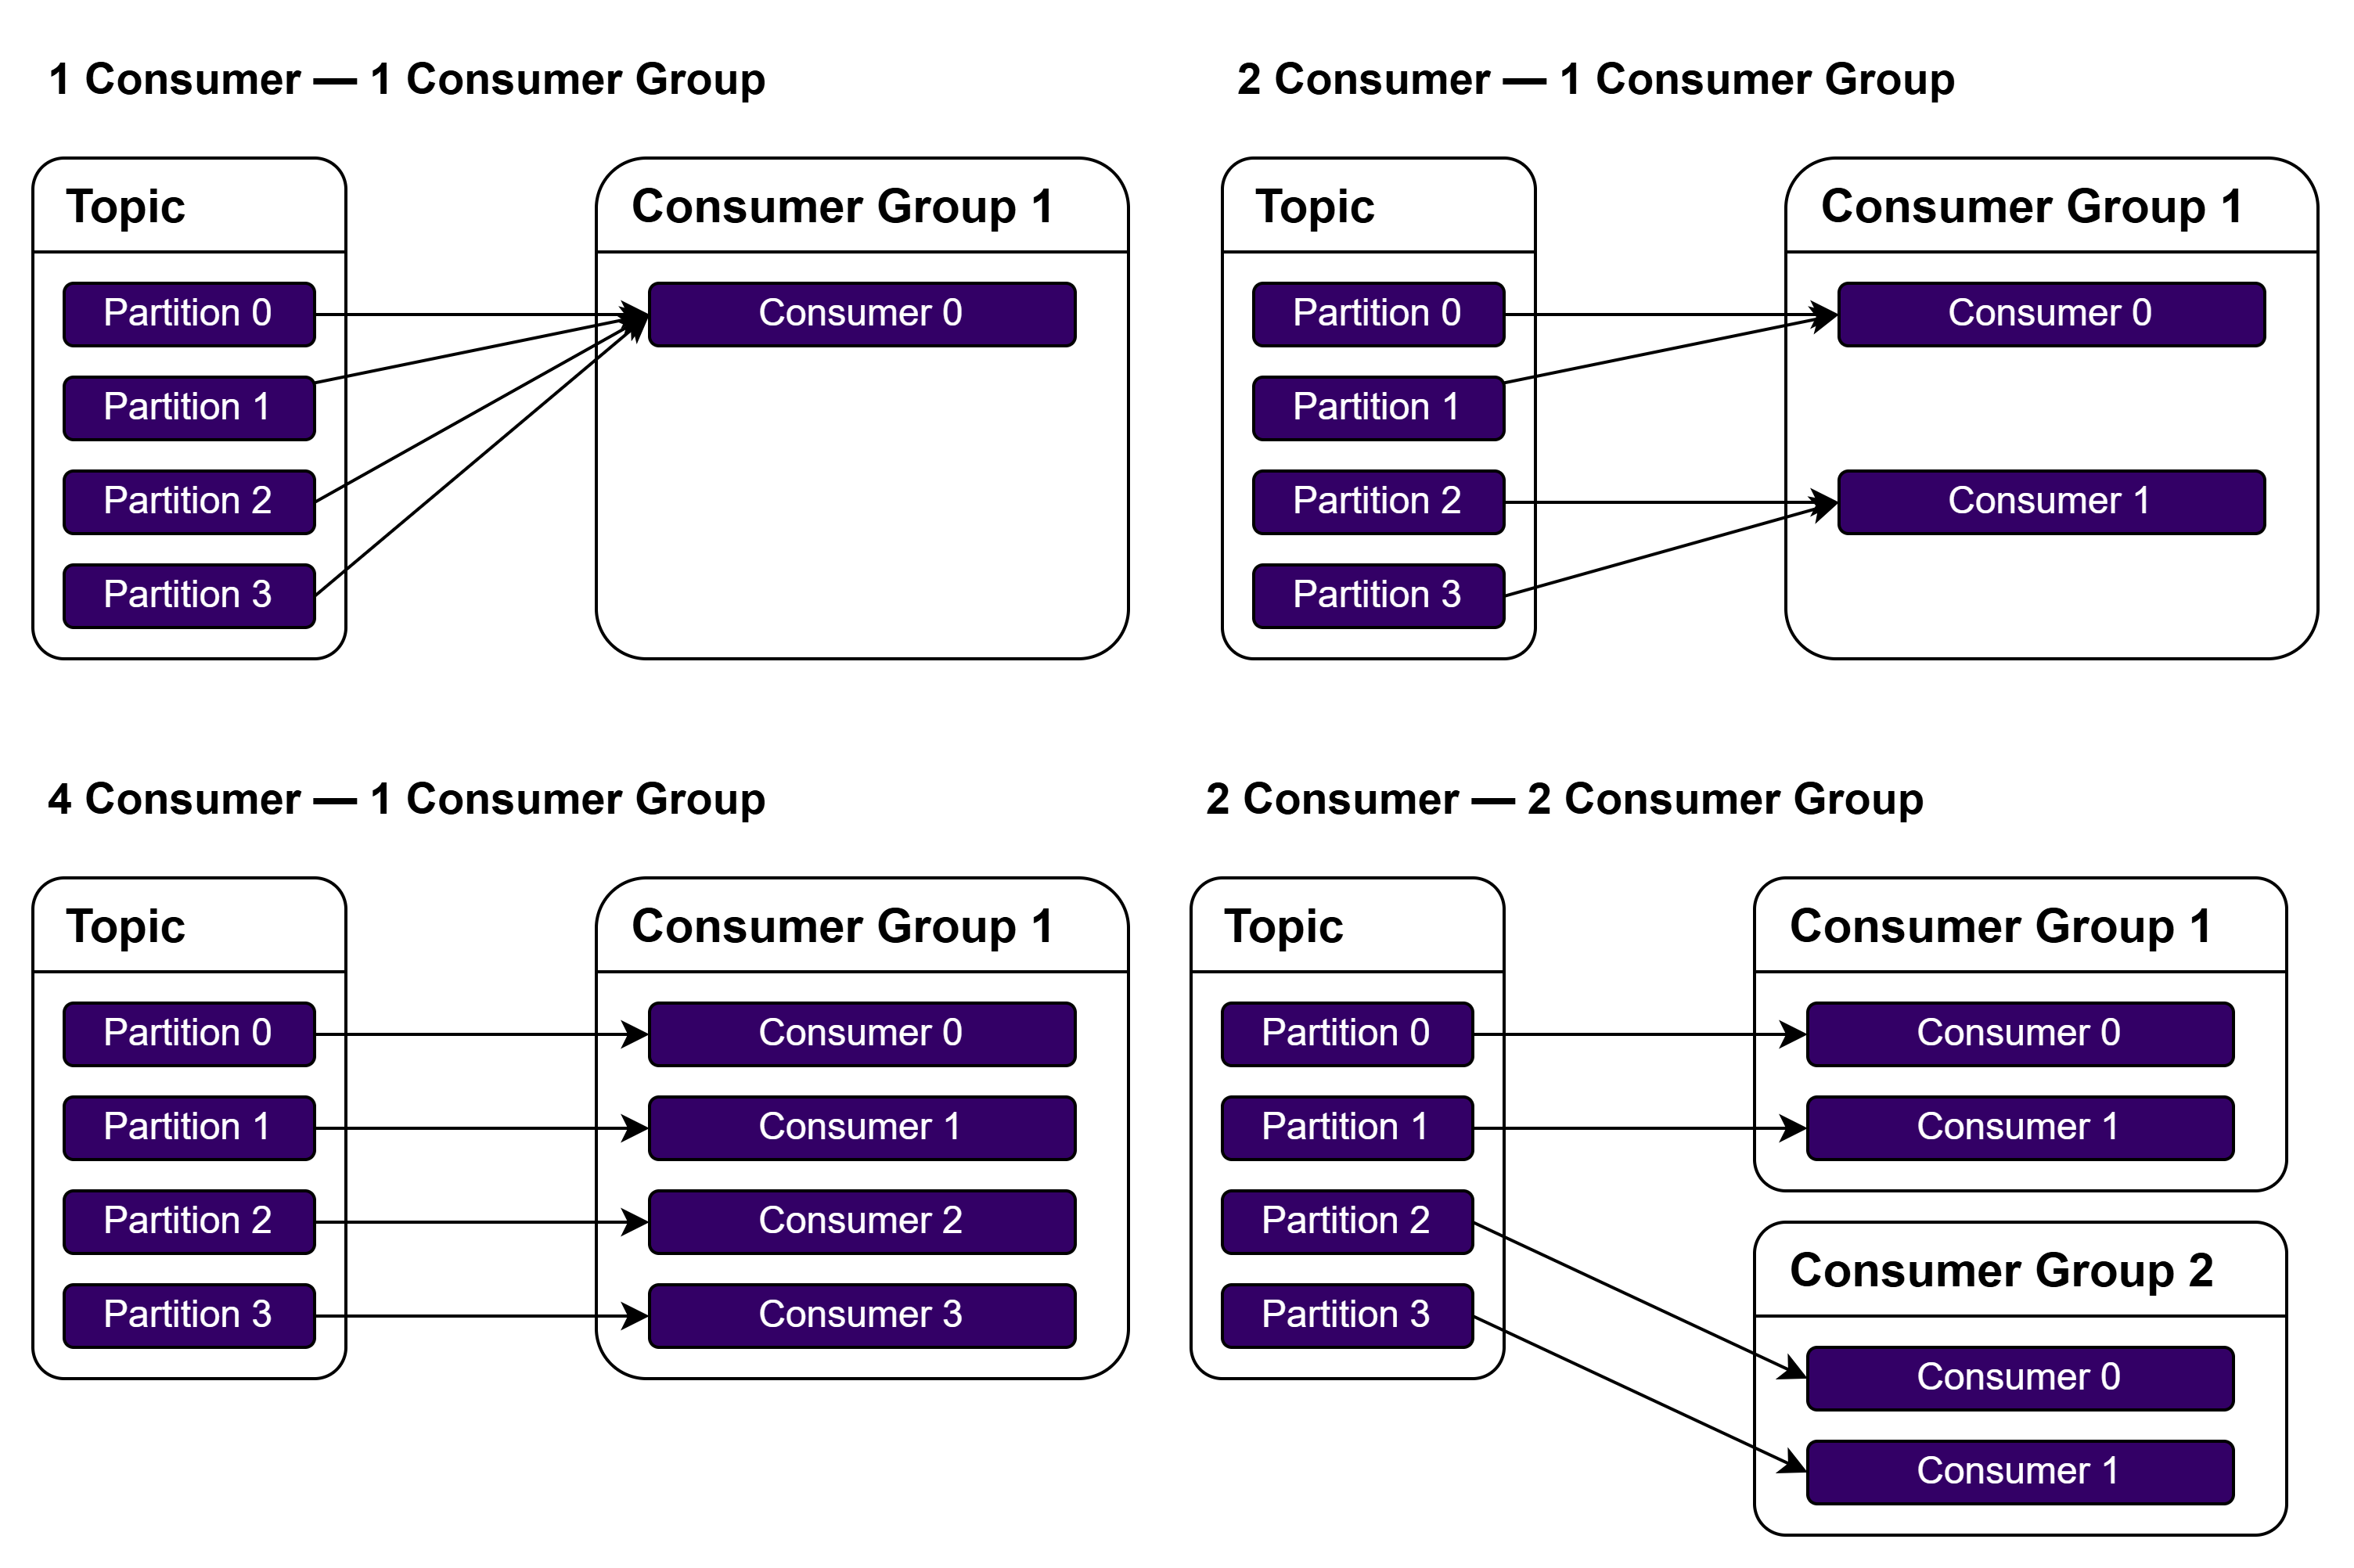 1 Consumer — 1 Consumer Group
Topic
Consumer Group 1
Partition 0
Consumer 0
Partition 1
Partition 2
Partition 3
2 Consumer — 1 Consumer Group
Topic
Consumer Group 1
Partition 0
Consumer 0
Partition 1
Partition 2
Consumer 1
Partition 3
4 Consumer — 1 Consumer Group
Topic
Consumer Group 1
Partition 0
Consumer 0
Partition 1
Consumer 1
Partition 2
Consumer 2
Partition 3
Consumer 3
2 Consumer — 2 Consumer Group
Topic
Consumer Group 1
Partition 0
Consumer 0
Partition 1
Consumer 1
Partition 2
Consumer Group 2
Partition 3
Consumer 0
Consumer 1